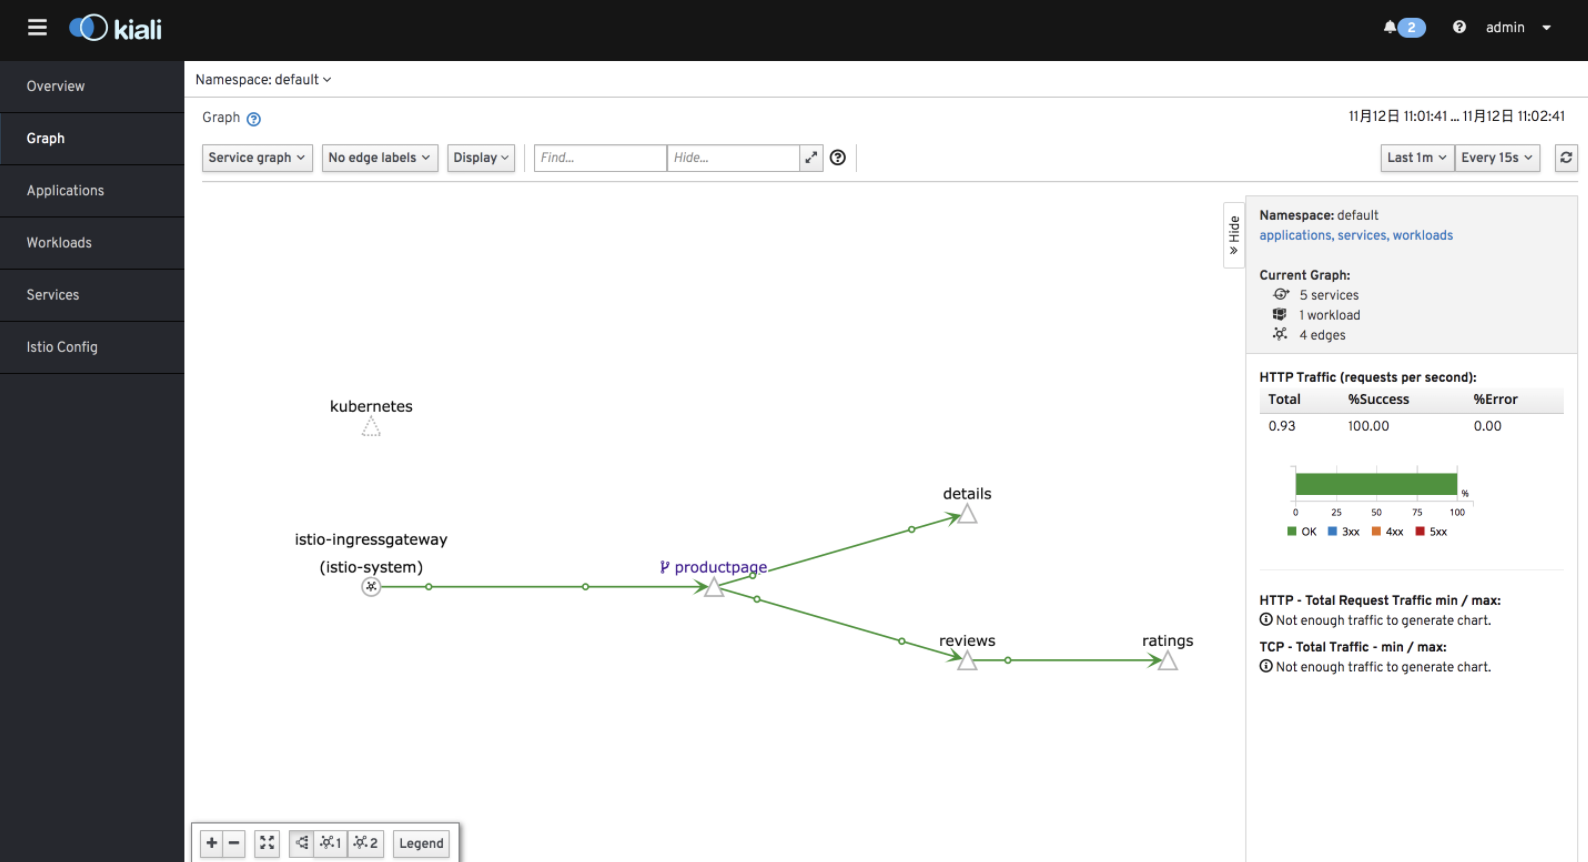 kiali
2
admin
Overview
Graph
Applications
Workloads
Services
Istio Config
Namespace: default
Graph
11月12日 11:01:41 ... 11月12日 11:02:41
Service graph
No edge labels
Display
Find...
Hide...
Last 1m
Every 15s
Hide
kubernetes
istio-ingressgateway
(istio-system)
productpage
details
reviews
ratings
Namespace: default
applications, services, workloads
Current Graph:
5 services
1 workload
4 edges
HTTP Traffic (requests per second):
Total %Success %Error
0.93 100.00 0.00
%
0 25 50 75 100
OK 3xx 4xx 5xx
HTTP - Total Request Traffic min / max:
Not enough traffic to generate chart.
TCP - Total Traffic - min / max:
Not enough traffic to generate chart.
1
2
Legend